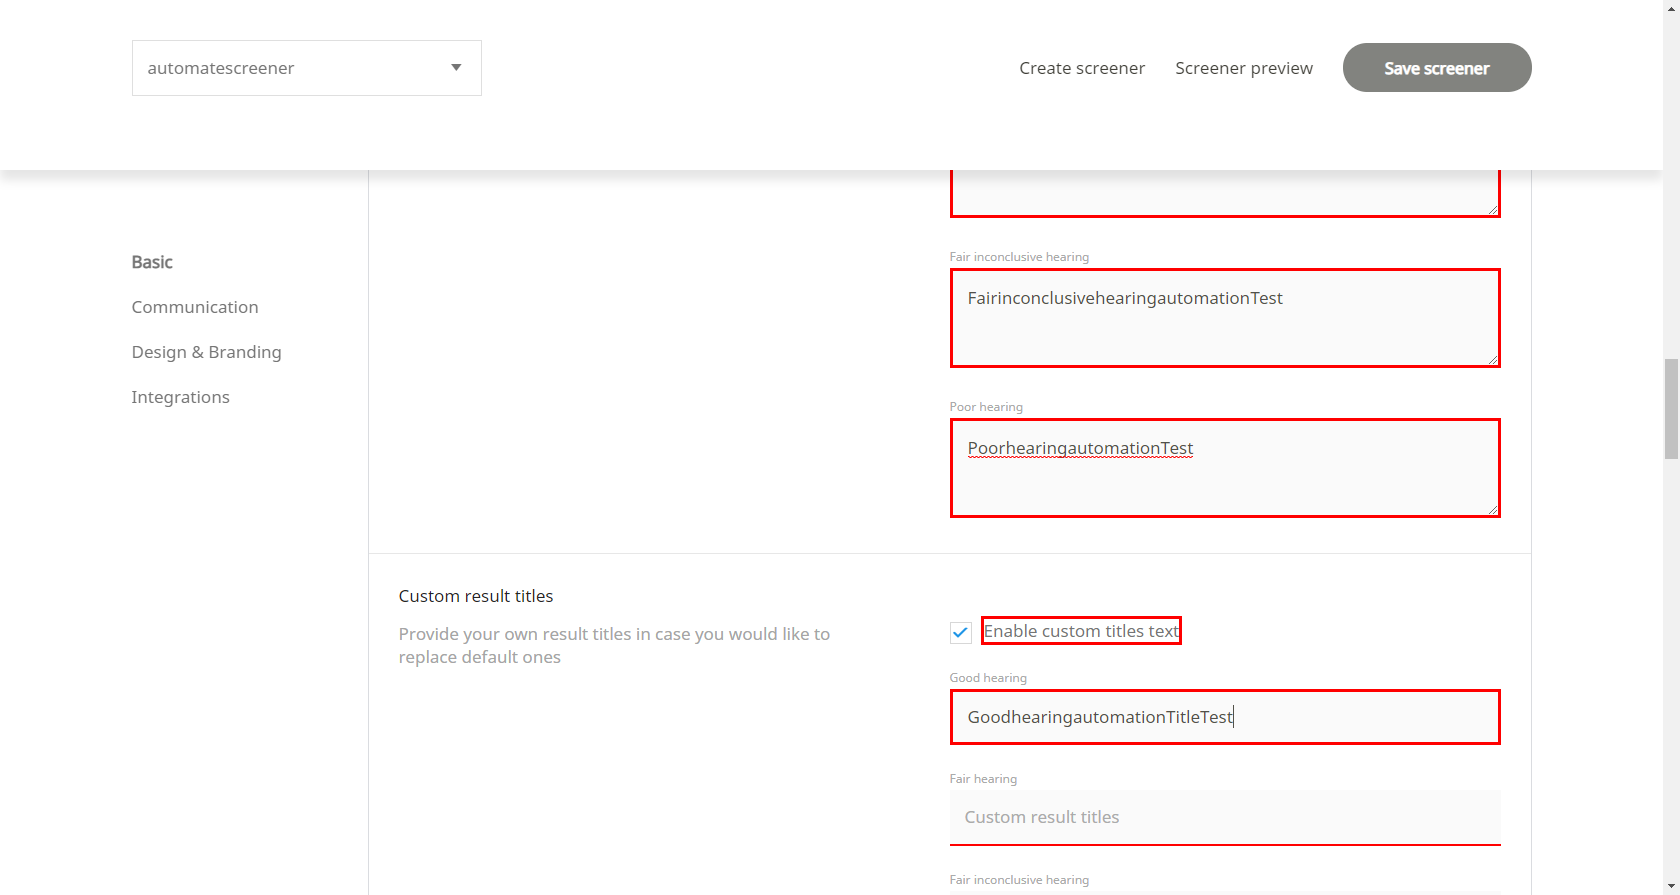 automatescreener
Create screener
Screener preview
Save screener
Basic
Communication
Design & Branding
Integrations
Fair inconclusive hearing
FairinconclusivehearingautomationTest
Poor hearing
PoorhearingautomationTest
Custom result titles
Provide your own result titles in case you would like to
replace default ones
Enable custom titles text
Good hearing
GoodhearingautomationTitleTest
Fair hearing
Custom result titles
Fair inconclusive hearing